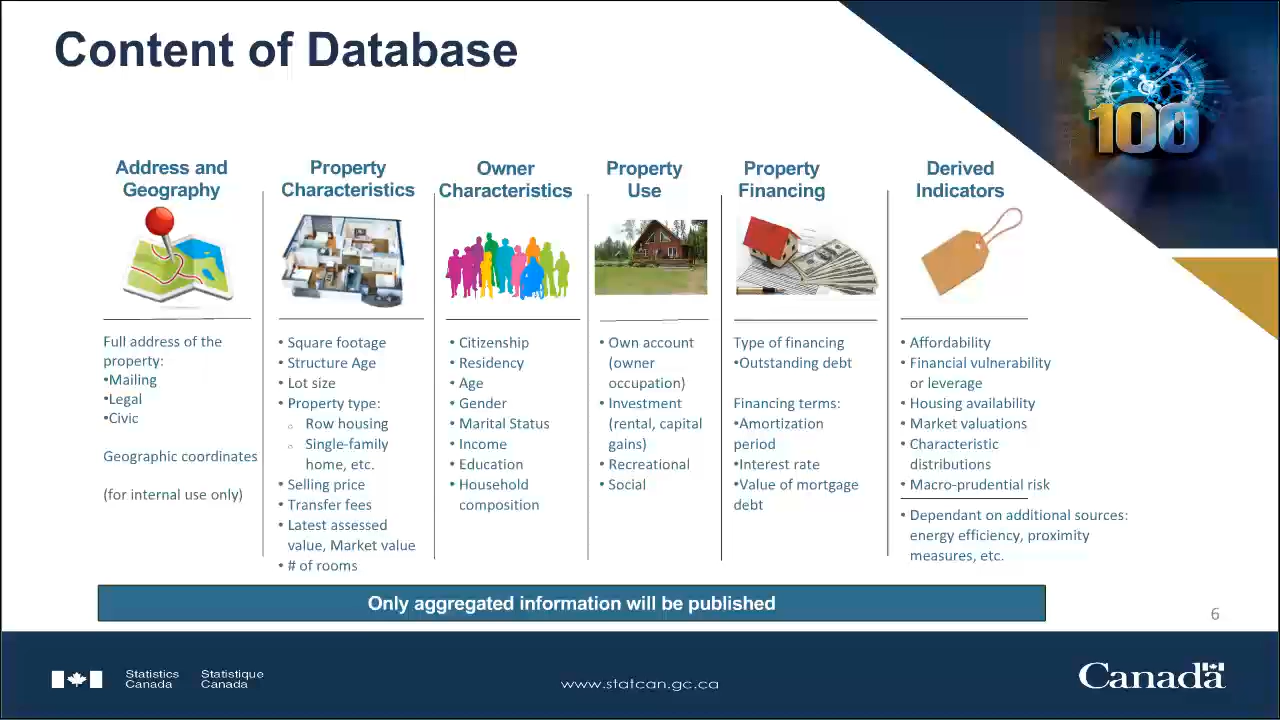 Content of Database
100
Address and
Geography
Full address of the
property:
•Mailing
•Legal
•Civic
Geographic coordinates
(for internal use only)
Property
Characteristics
• Square footage
• Structure Age
• Lot size
• Property type:
○ Row housing
○ Single-family
home, etc.
• Selling price
• Transfer fees
• Latest assessed
value, Market value
• # of rooms
Owner
Characteristics
• Citizenship
• Residency
• Age
• Gender
• Marital Status
• Income
• Education
• Household
composition
Property
Use
• Own account
(owner
occupation)
• Investment
(rental, capital
gains)
• Recreational
• Social
Property
Financing
Type of financing
•Outstanding debt
Financing terms:
•Amortization
period
•Interest rate
•Value of mortgage
debt
Derived
Indicators
• Affordability
• Financial vulnerability
or leverage
• Housing availability
• Market valuations
• Characteristic
distributions
• Macro-prudential risk
• Dependant on additional sources:
energy efficiency, proximity
measures, etc.
Only aggregated information will be published
6
Statistics
Canada
Statistique
Canada
www.statcan.gc.ca
Canada